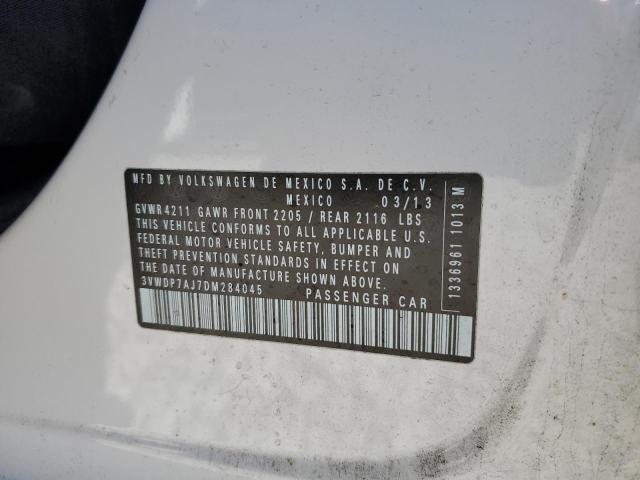 MFD BY VOLKSWAGEN DE MEXICO S.A. DE C.V.
MEXICO 03/13
GVWR 4211 GAWR FRONT 2205 / REAR 2116 LBS
THIS VEHICLE CONFORMS TO ALL APPLICABLE U.S.
FEDERAL MOTOR VEHICLE SAFETY, BUMPER AND
THEFT PREVENTION STANDARDS IN EFFECT ON
THE DATE OF MANUFACTURE SHOWN ABOVE.
3VWDP7AJ7DM284045 PASSENGER CAR
1336961 1013 M